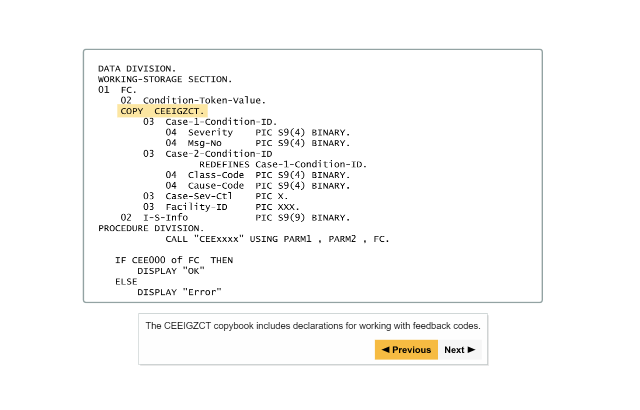 DATA DIVISION.
WORKING-STORAGE SECTION.
01  FC.
    02  Condition-Token-Value.
    COPY  CEEIGZCT.
        03  Case-1-Condition-ID.
            04  Severity    PIC S9(4) BINARY.
            04  Msg-No      PIC S9(4) BINARY.
        03  Case-2-Condition-ID
                  REDEFINES Case-1-Condition-ID.
            04  Class-Code  PIC S9(4) BINARY.
            04  Cause-Code  PIC S9(4) BINARY.
        03  Case-Sev-Ctl    PIC X.
        03  Facility-ID     PIC XXX.
    02  I-S-Info            PIC S9(9) BINARY.
PROCEDURE DIVISION.
            CALL "CEExxxx" USING PARM1 , PARM2 , FC.
   IF CEE000 of FC  THEN
       DISPLAY "OK"
   ELSE
       DISPLAY "Error"
The CEEIGZCT copybook includes declarations for working with feedback codes.
◀ Previous  Next ▶